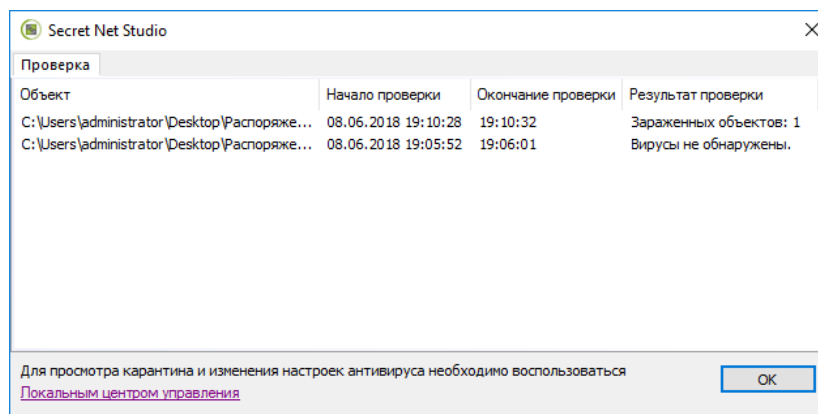 Secret Net Studio
Проверка
Объект Начало проверки Окончание проверки Результат проверки
C:\Users\administrator\Desktop\Распоряже... 08.06.2018 19:10:28 19:10:32 Зараженных объектов: 1
C:\Users\administrator\Desktop\Распоряже... 08.06.2018 19:05:52 19:06:01 Вирусы не обнаружены.
Для просмотра карантина и изменения настроек антивируса необходимо воспользоваться
Локальным центром управления
OK